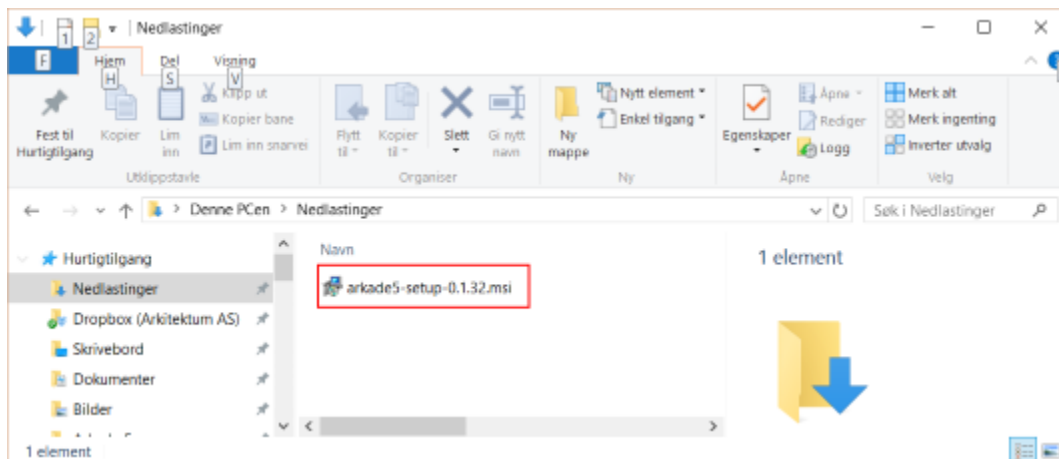 Nedlastinger
1 2
F Hjem Del Visning
H S V
Fest til Hurtigtilgang
Kopier
Lim inn
Klipp ut
Kopier bane
Lim inn snarvei
Utklippstavle
Flytt til
Kopier til
Slett
Gi nytt navn
Organiser
Ny mappe
Nytt element
Enkel tilgang
Ny
Egenskaper
Åpne
Rediger
Logg
Åpne
Merk alt
Merk ingenting
Inverter utvalg
Velg
Denne PCen > Nedlastinger
Søk i Nedlastinger
Hurtigtilgang
Nedlastinger
Dropbox (Arkitektum AS)
Skrivebord
Dokumenter
Bilder
Navn
arkade5-setup-0.1.32.msi
1 element
1 element